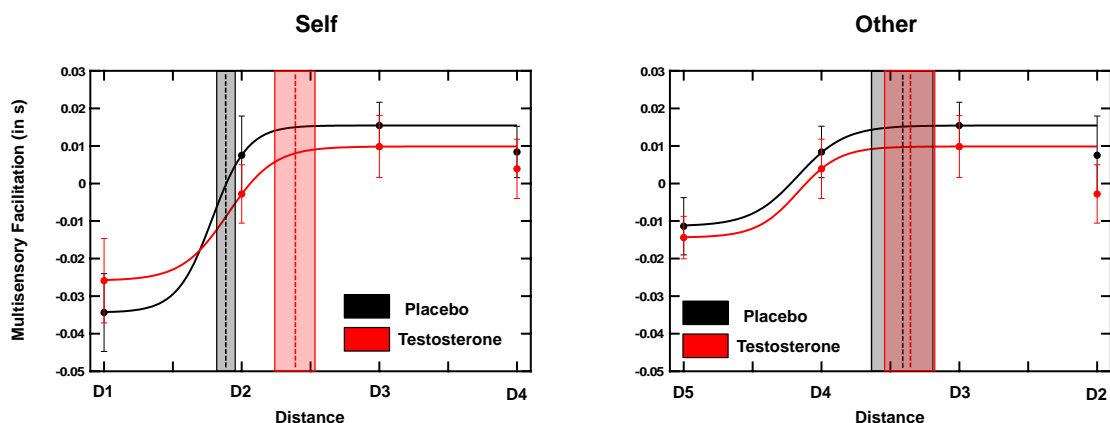 Self
Multisensory Facilitation (in s)
0.03
0.02
0.01
0
-0.01
-0.02
-0.03
-0.04
-0.05
Placebo
Testosterone
D1 D2 D3 D4
Distance
Other
0.03
0.02
0.01
0
-0.01
-0.02
-0.03
-0.04
-0.05
Placebo
Testosterone
D5 D4 D3 D2
Distance